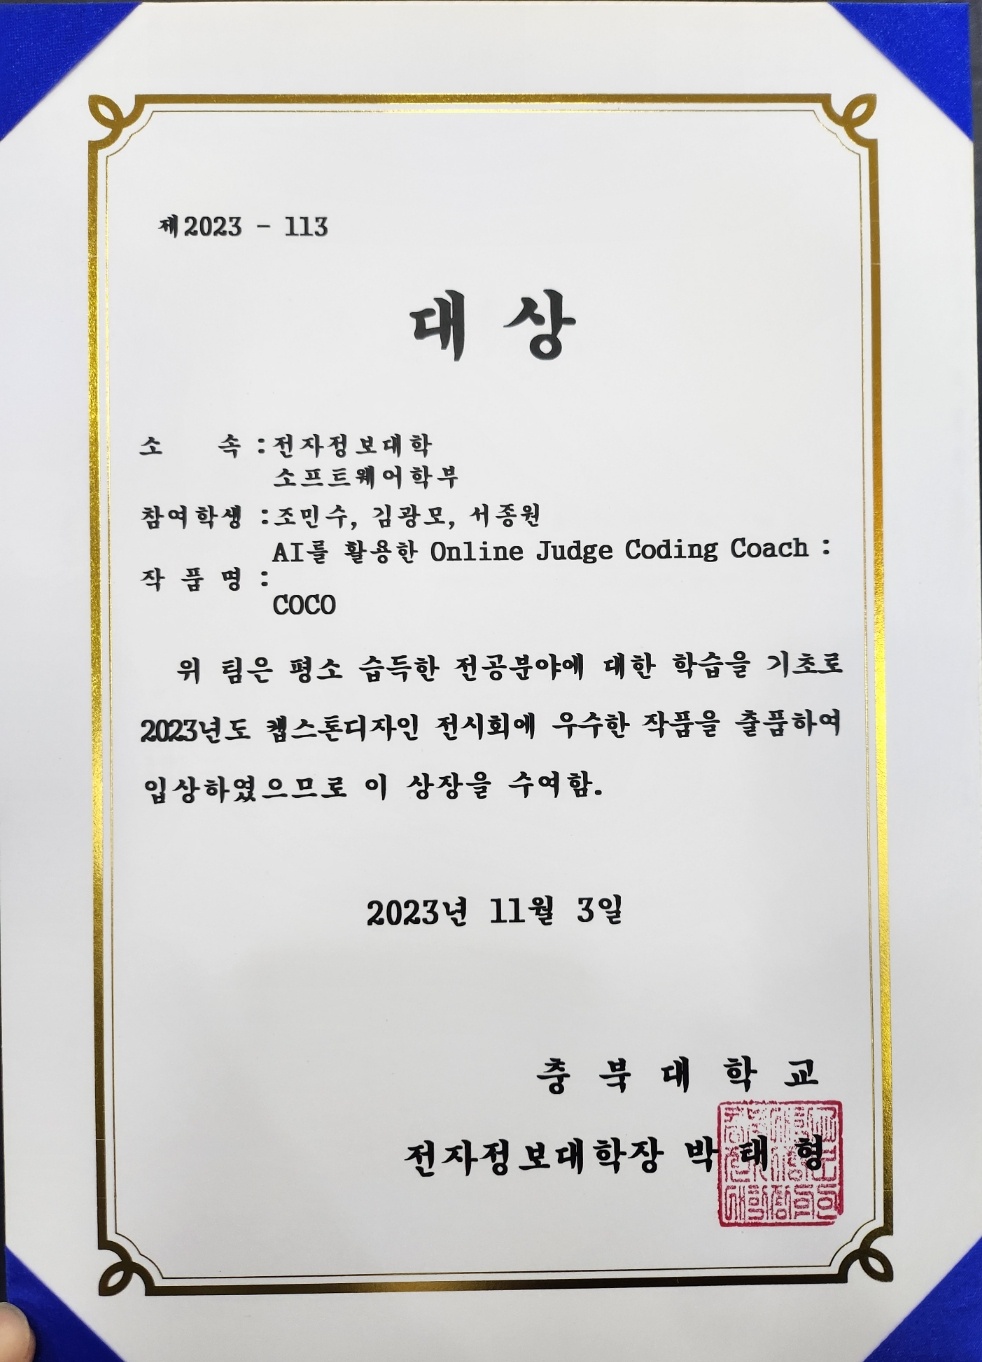 제2023 - 113
대 상
소 속 : 전자정보대학
소프트웨어학부
참여학생 : 조민수, 김광모, 서종원
AI를 활용한 Online Judge Coding Coach :
작 품 명 :
COCO
위 팀은 평소 습득한 전공분야에 대한 학습을 기초로
2023년도 캡스톤디자인 전시회에 우수한 작품을 출품하여
입상하였으므로 이 상장을 수여함.
2023년 11월 3일
충 북 대 학 교
전자정보대학장 박 태 형